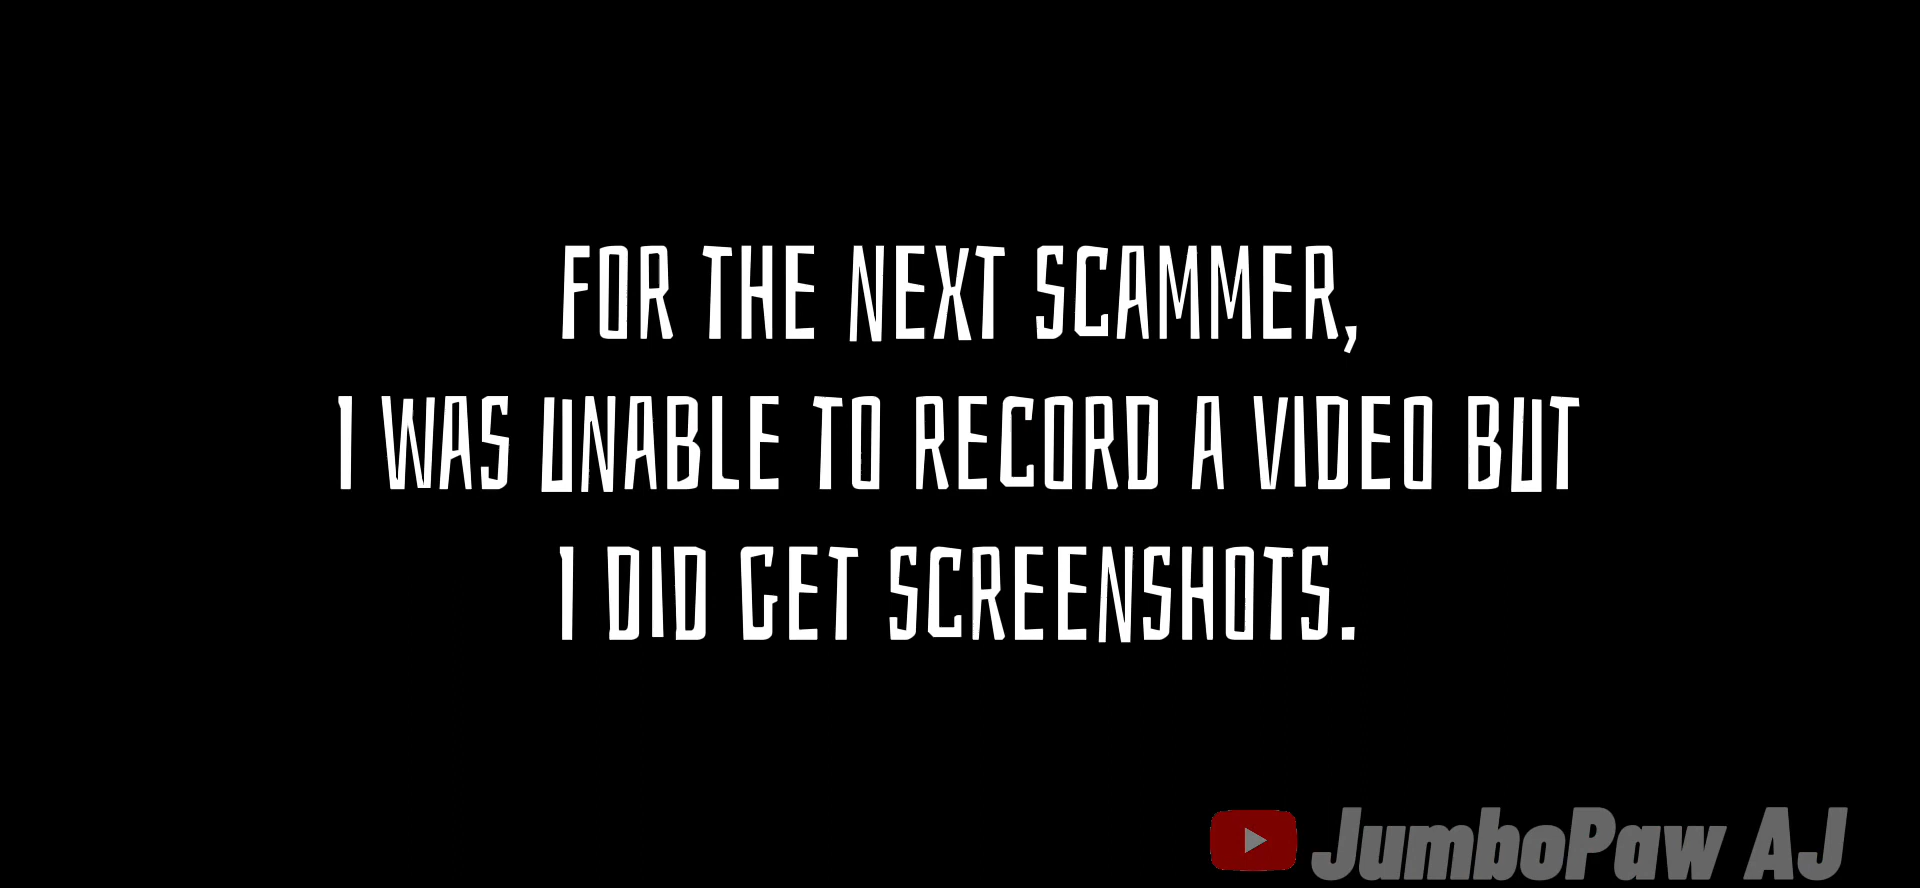 FOR THE NEXT SCAMMER,
I WAS UNABLE TO RECORD A VIDEO BUT
I DID GET SCREENSHOTS.
JumboPaw AJ